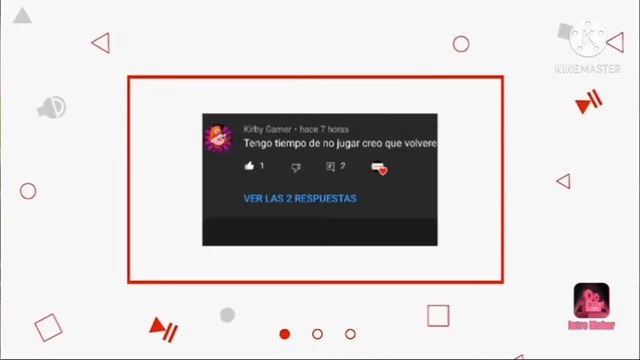 KINEMASTER
Kirby Gamer • hace 7 horas
Tengo tiempo de no jugar creo que volvere
1
2
VER LAS 2 RESPUESTAS
Intro Maker